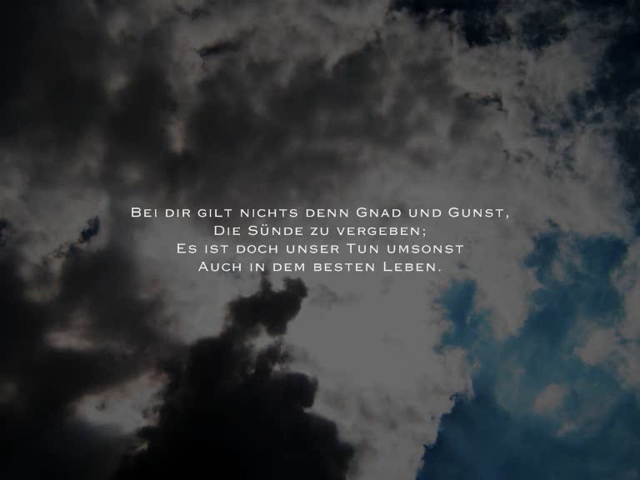 Bei dir gilt nichts denn Gnad und Gunst,
Die Sünde zu vergeben;
Es ist doch unser Tun umsonst
Auch in dem besten Leben.